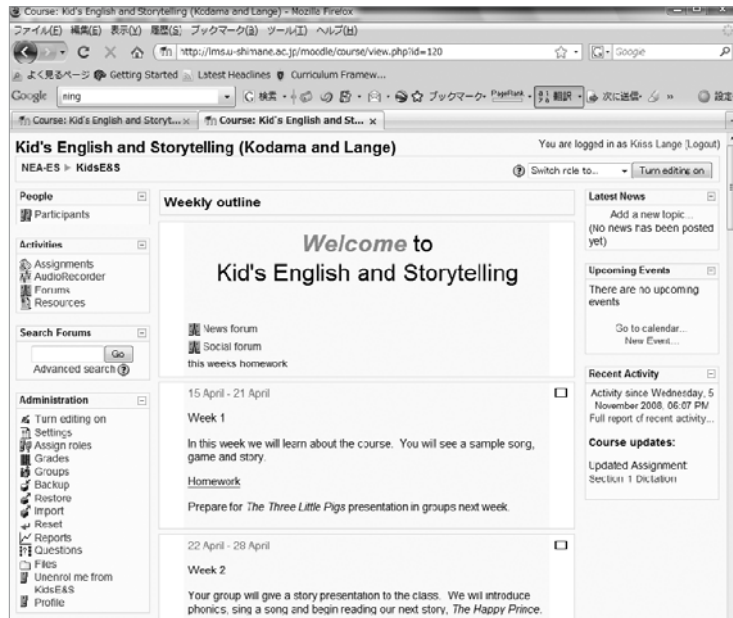 Course: Kid's English and Storytelling (Kodama and Lange) - Mozilla Firefox
ファイル(F) 編集(E) 表示(V) 履歴(S) ブックマーク(B) ツール(T) ヘルプ(H)
http://lms.u-shimane.ac.jp/moodle/course/view.php?id=120
Google
よく見るページ Getting Started Latest Headlines Curriculum Framew...
Google ning
検索 ブックマーク PageRank 翻訳 次に送信 設定
Course: Kid's English and Storyt... x
Course: Kid's English and St... x
Kid's English and Storytelling (Kodama and Lange)
You are logged in as Kriss Lange (Logout)
NEA-ES ► KidsE&S
Switch role to...
Turn editing on
People
Participants
Activities
Assignments
AudioRecorder
Forums
Resources
Search Forums
Go
Advanced search
Administration
Turn editing on
Settings
Assign roles
Grades
Groups
Backup
Restore
Import
Reset
Reports
Questions
Files
Unenrol me from
KidsE&S
Profile
Weekly outline
Welcome to
Kid's English and Storytelling
News forum
Social forum
this weeks homework
15 April - 21 April
Week 1
In this week we will learn about the course. You will see a sample song,
game and story.
Homework
Prepare for The Three Little Pigs presentation in groups next week.
22 April - 28 April
Week 2
Your group will give a story presentation to the class. We will introduce
phonics, sing a song and begin reading our next story, The Happy Prince.
Latest News
Add a new topic...
(No news has been posted
yet)
Upcoming Events
There are no upcoming
events
Go to calendar...
New Event...
Recent Activity
Activity since Wednesday, 5
November 2008, 06:07 PM
Full report of recent activity...
Course updates:
Updated Assignment:
Section 1 Dictation